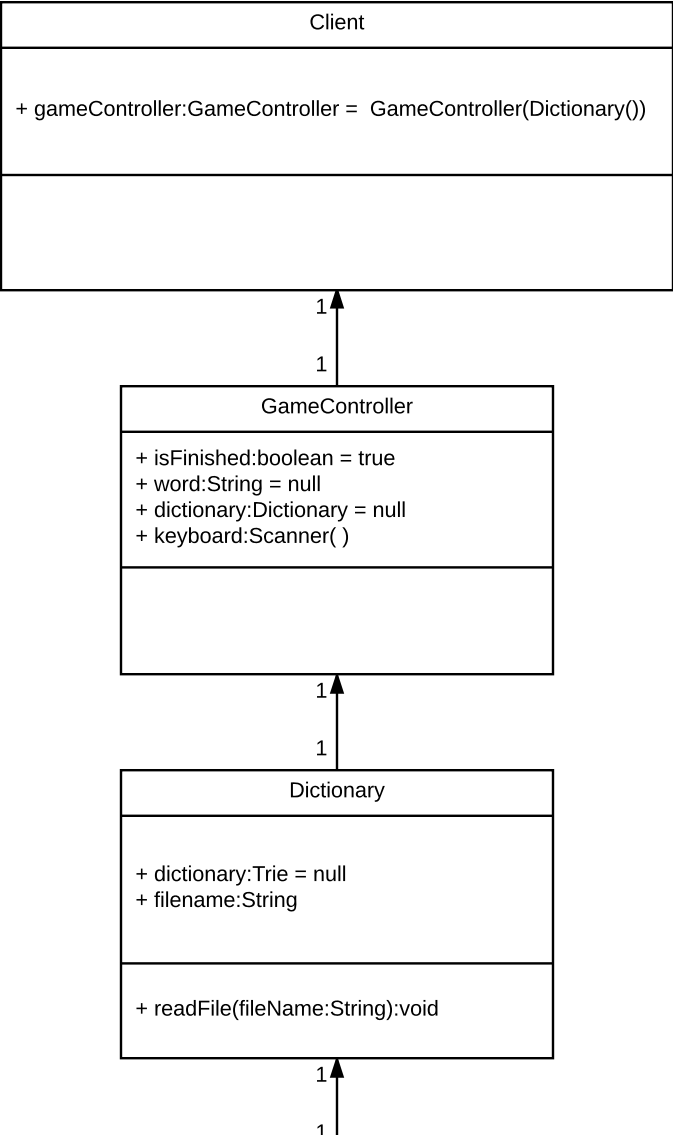 Client
+ gameController:GameController =  GameController(Dictionary())
1
1
GameController
+ isFinished:boolean = true
+ word:String = null
+ dictionary:Dictionary = null
+ keyboard:Scanner( )
1
1
Dictionary
+ dictionary:Trie = null
+ filename:String
+ readFile(fileName:String):void
1
1